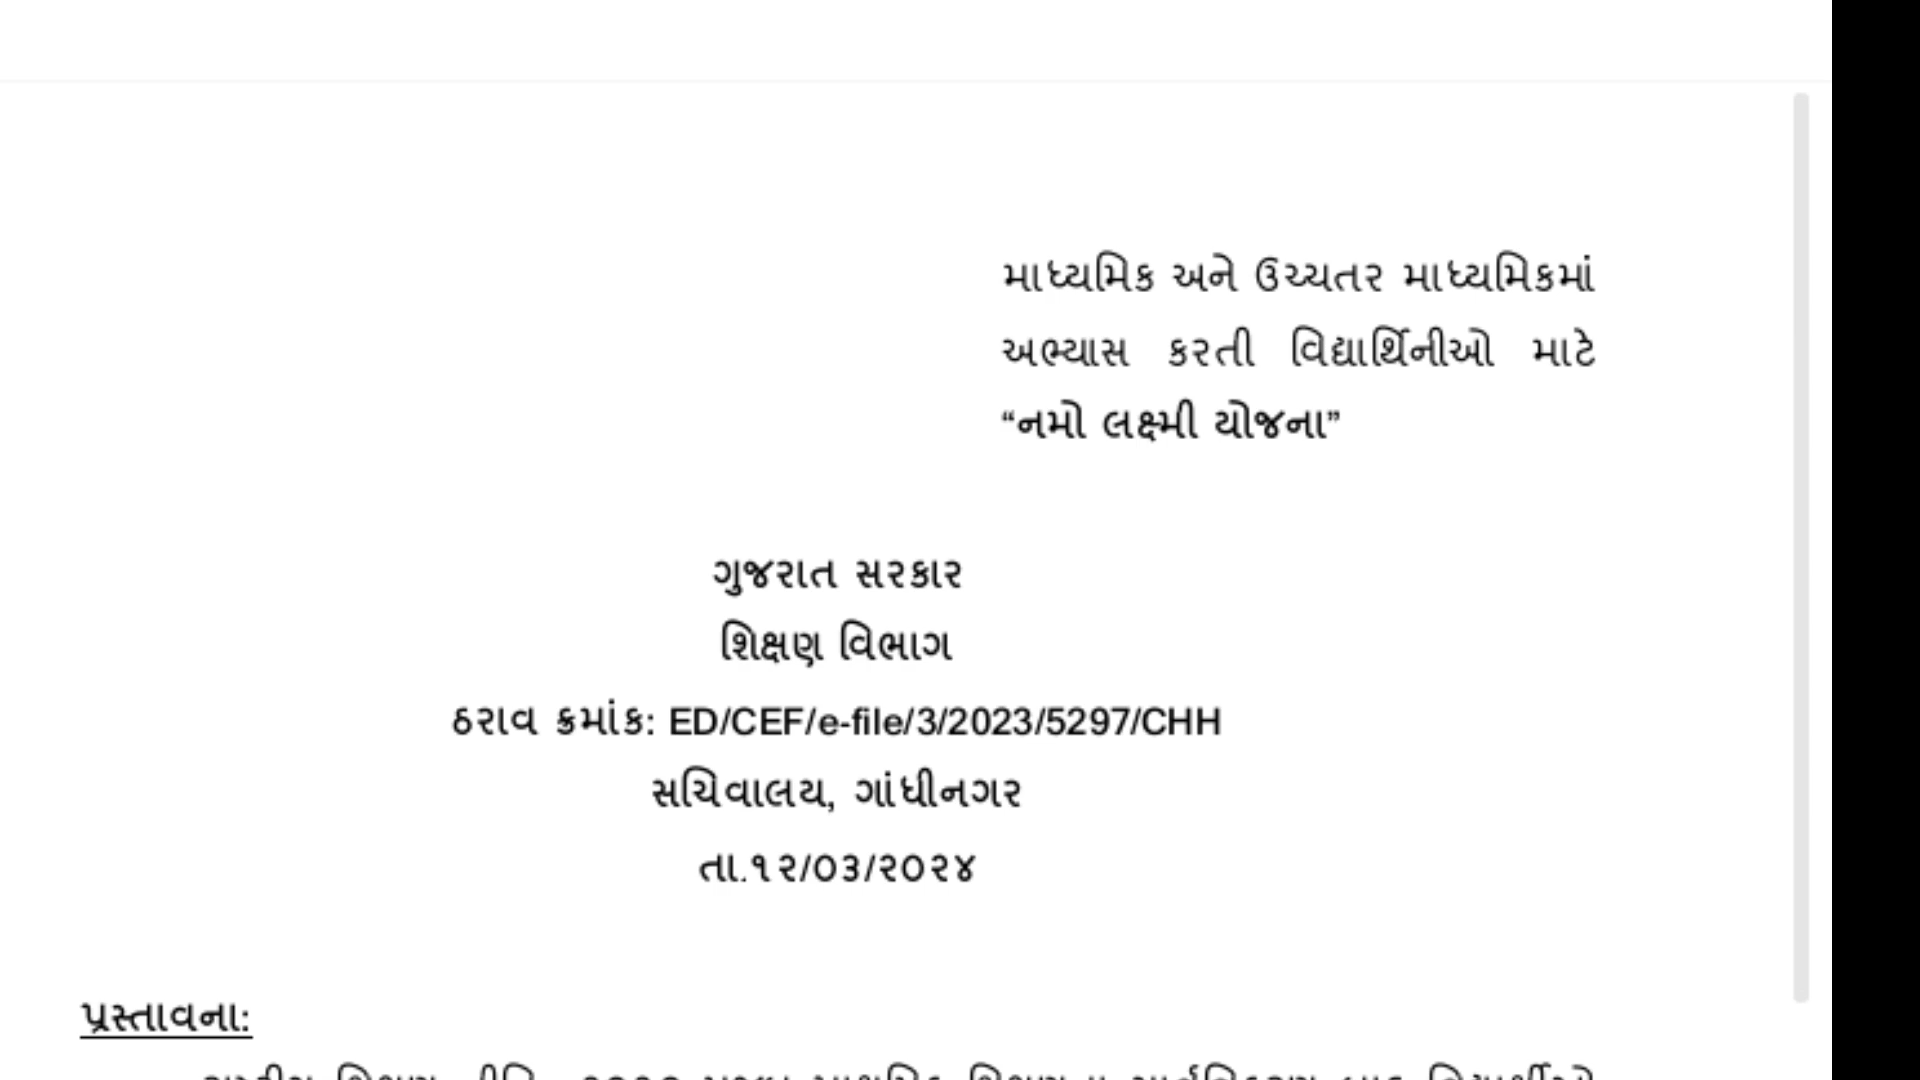 માધ્યમિક અને ઉચ્ચતર માધ્યમિકમાં
અભ્યાસ કરતી વિદ્યાર્થિનીઓ માટે
“નમો લક્ષ્મી યોજના”
ગુજરાત સરકાર
શિક્ષણ વિભાગ
ઠરાવ ક્રમાંક: ED/CEF/e-file/3/2023/5297/CHH
સચિવાલય, ગાંધીનગર
તા.૧૨/૦૩/૨૦૨૪
પ્રસ્તાવના: